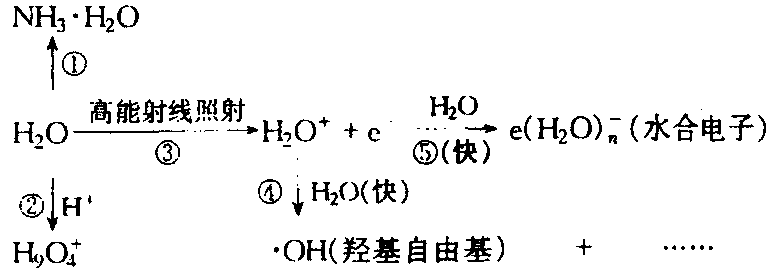 NH₃·H₂O
①
高能射线照射 H₂O
H₂O ③ H₂O⁺ + e ⑤(快) e(H₂O)ₙ⁻(水合电子)
② H⁺ ④ H₂O(快)
H₉O₄⁺ ·OH(羟基自由基) + ……